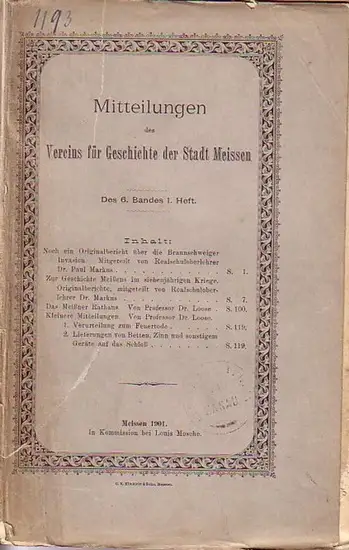 1193
Mitteilungen
des
Vereins für Geschichte der Stadt Meissen
Des 6. Bandes 1. Heft.
Inhalt:
Noch ein Originalbericht über die Braunschweiger
Invasion. Mitgeteilt von Realschuloberlehrer
Dr. Paul Markus . . . S. 1.
Zur Geschichte Meißens im siebenjährigen Kriege.
Originalberichte, mitgeteilt von Realschulober-
lehrer Dr. Markus . . . S. 7.
Das Meißner Rathaus. Von Professor Dr. Loose . S. 100.
Kleinere Mitteilungen. Von Professor Dr. Loose.
1. Verurteilung zum Feuertode . . . S. 119.
2. Lieferungen von Betten, Zinn und sonstigem
Geräte auf das Schloß . . . S. 119.
Meissen 1901.
In Kommission bei Louis Mosche.